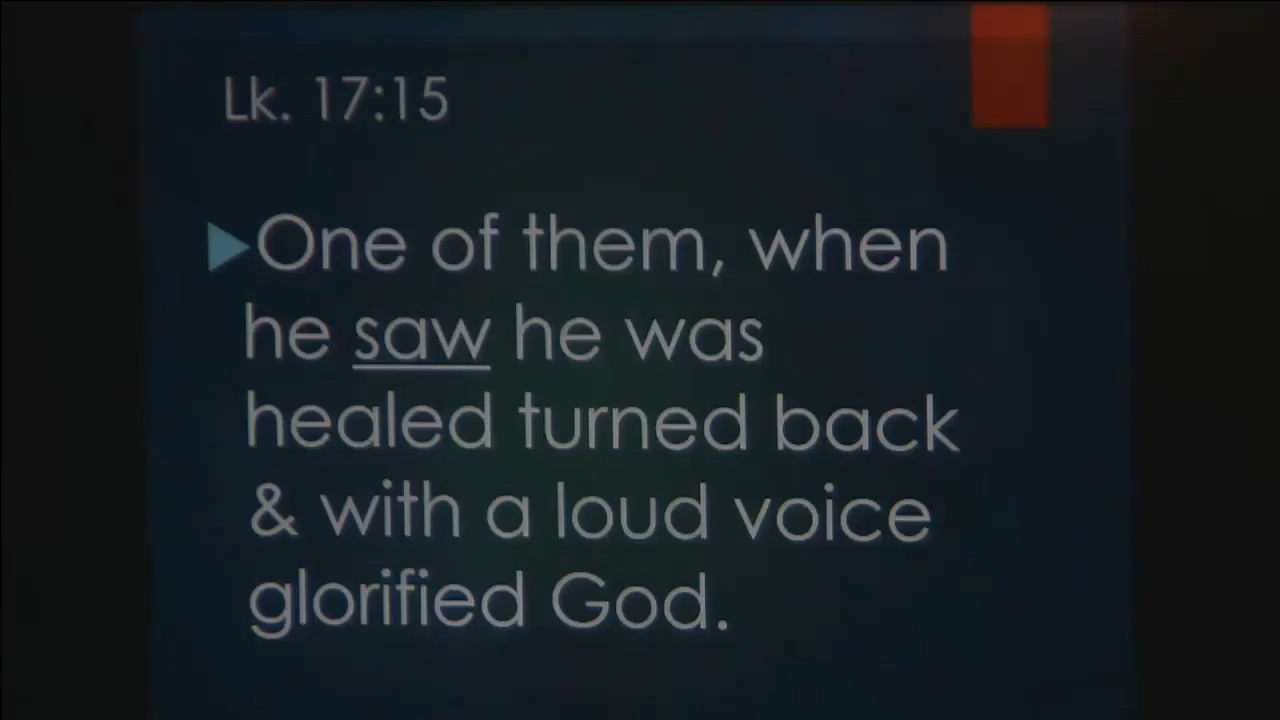 Lk. 17:15
One of them, when
he saw he was
healed turned back
& with a loud voice
glorified God.